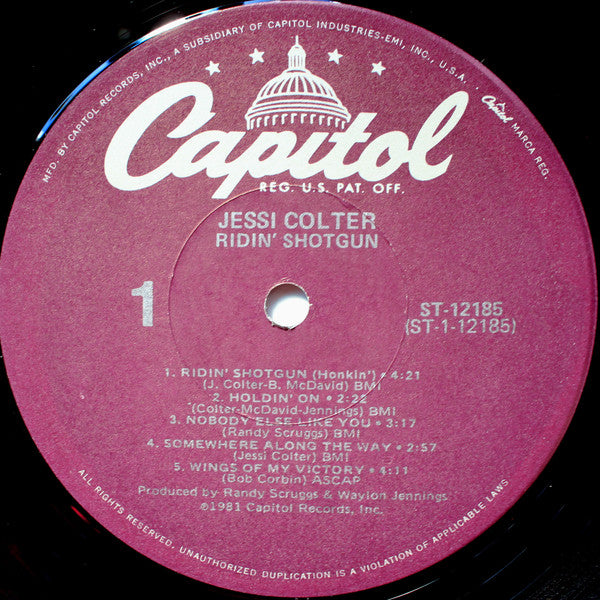 MFD. BY CAPITOL RECORDS, INC., A SUBSIDIARY OF CAPITOL INDUSTRIES-EMI, INC., U.S.A. . Capitol MARCA REG.
Capitol
REG. U.S. PAT. OFF.
JESSI COLTER
RIDIN' SHOTGUN
1
ST-12185
(ST-1-12185)
1. RIDIN' SHOTGUN (Honkin') • 4:21
(J. Colter-B. McDavid) BMI
2. HOLDIN' ON • 2:22
(Colter-McDavid-Jennings) BMI
3. NOBODY ELSE LIKE YOU • 3:17
(Randy Scruggs) BMI
4. SOMEWHERE ALONG THE WAY • 2:57
(Jessi Colter) BMI
5. WINGS OF MY VICTORY • 4:11
(Bob Corbin) ASCAP
Produced by Randy Scruggs & Waylon Jennings
©1981 Capitol Records, Inc.
ALL RIGHTS RESERVED. UNAUTHORIZED DUPLICATION IS A VIOLATION OF APPLICABLE LAWS